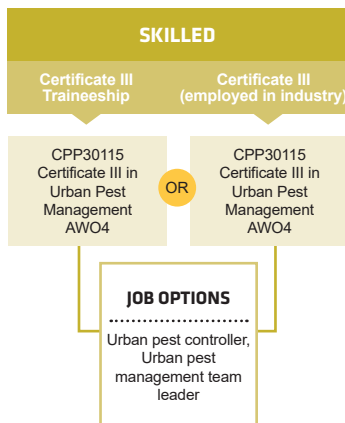 SKILLED
Certificate III
Traineeship
Certificate III
(employed in industry)
CPP30115
Certificate III in
Urban Pest
Management
AWO4
OR
CPP30115
Certificate III in
Urban Pest
Management
AWO4
JOB OPTIONS
Urban pest controller,
Urban pest
management team
leader